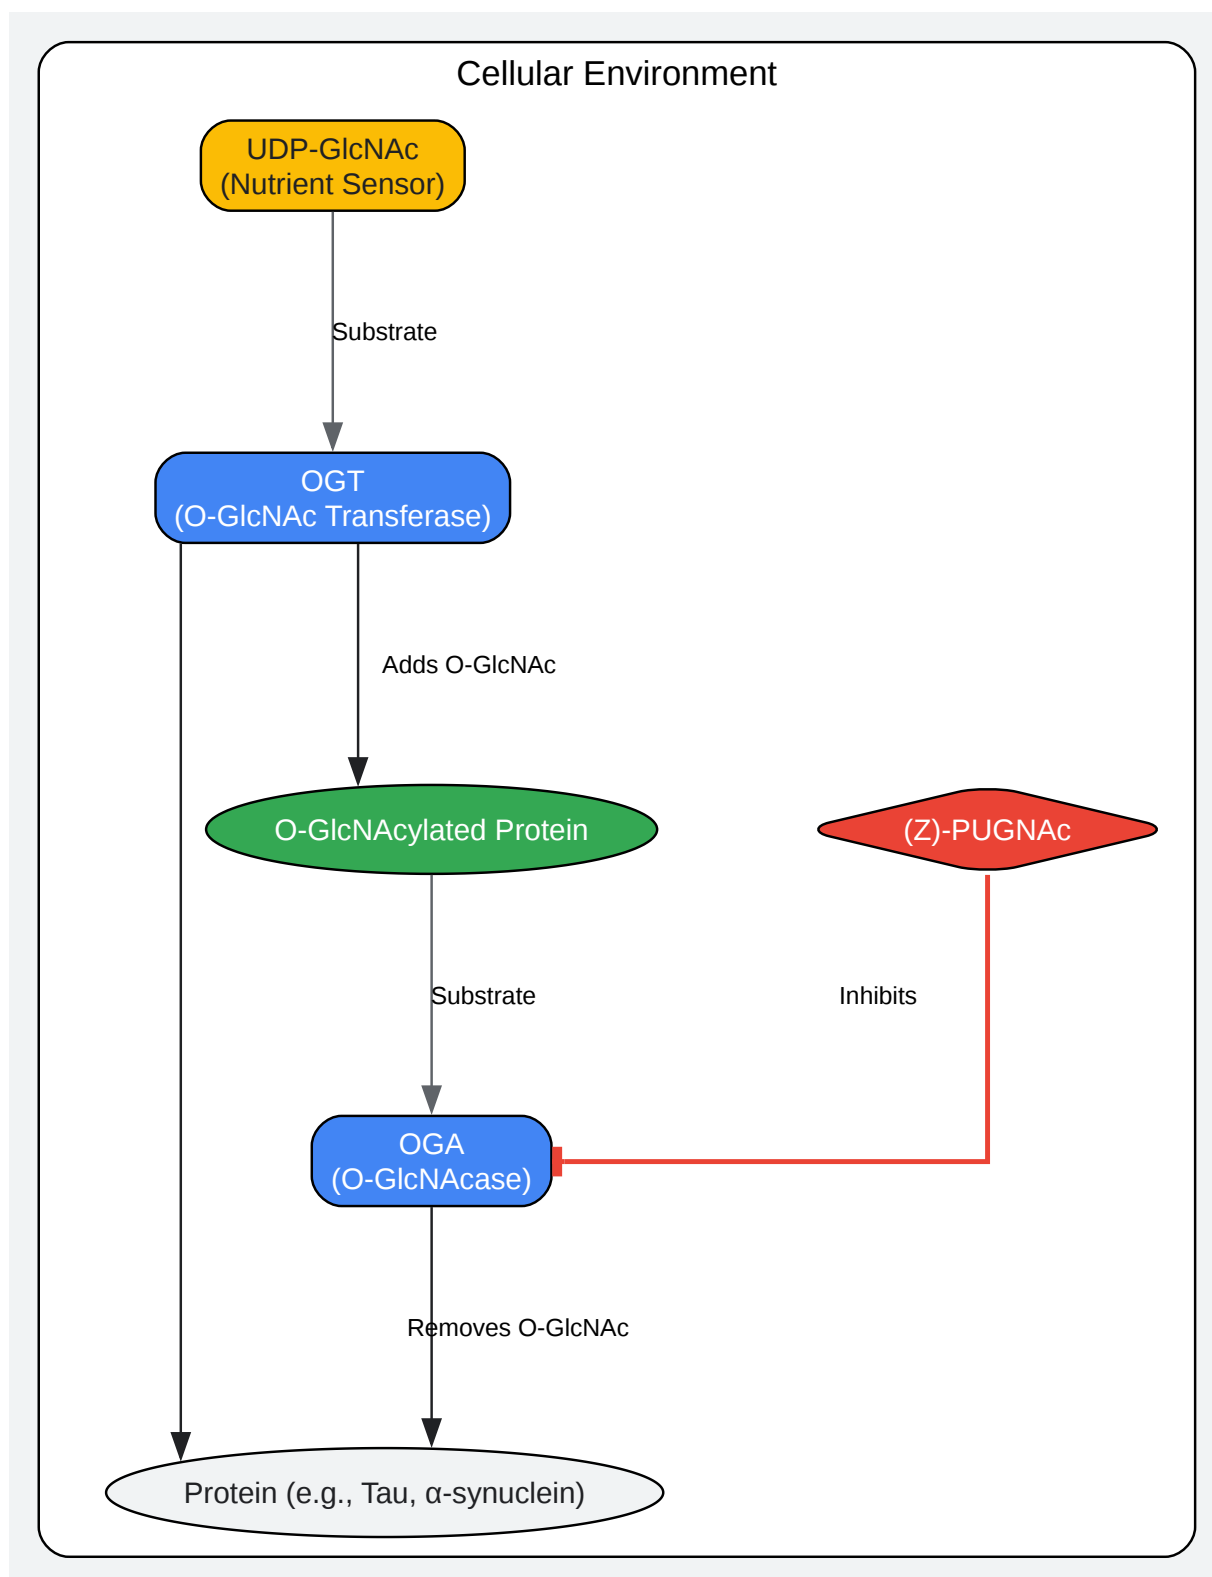 Cellular Environment
UDP-GlcNAc
(Nutrient Sensor)
Substrate
OGT
(O-GlcNAc Transferase)
Adds O-GlcNAc
O-GlcNAcylated Protein
(Z)-PUGNAc
Substrate
Inhibits
OGA
(O-GlcNAcase)
Removes O-GlcNAc
Protein (e.g., Tau, α-synuclein)